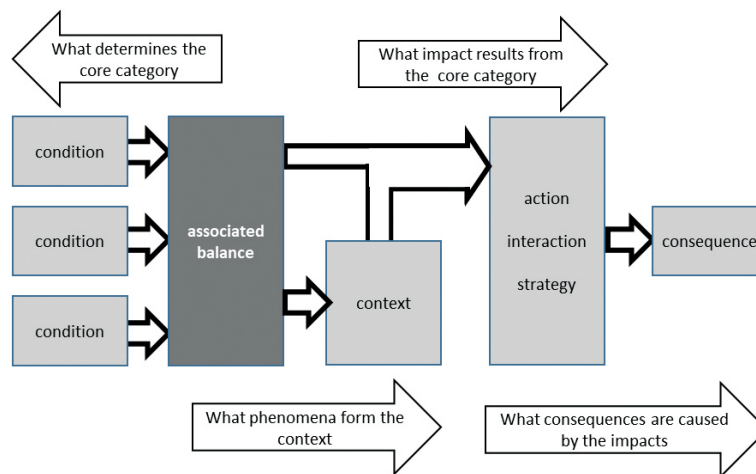 What determines the
core category
What impact results from
the core category
condition
condition
condition
associated
balance
context
action
interaction
strategy
consequence
What phenomena form the
context
What consequences are caused
by the impacts